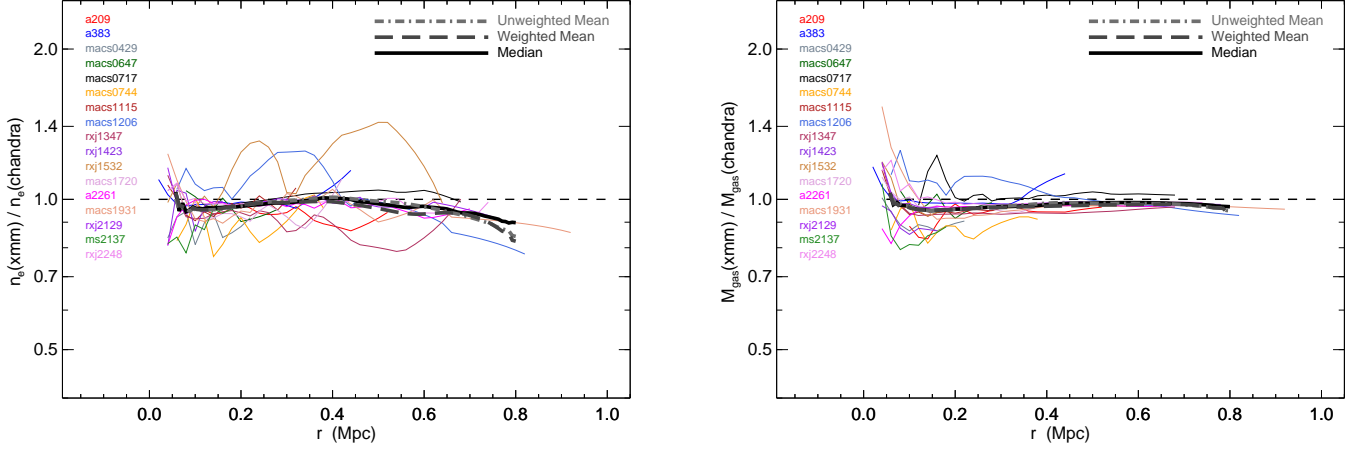 a209
a383
macs0429
macs0647
macs0717
macs0744
macs1115
macs1206
rxj1347
rxj1423
rxj1532
macs1720
a2261
macs1931
rxj2129
ms2137
rxj2248
Unweighted Mean
Weighted Mean
Median
2.0
1.4
1.0
0.7
0.5
n_e(xmm) / n_e(chandra)
0.0 0.2 0.4 0.6 0.8 1.0
r (Mpc)
a209
a383
macs0429
macs0647
macs0717
macs0744
macs1115
macs1206
rxj1347
rxj1423
rxj1532
macs1720
a2261
macs1931
rxj2129
ms2137
rxj2248
Unweighted Mean
Weighted Mean
Median
2.0
1.4
1.0
0.7
0.5
M_gas(xmm) / M_gas(chandra)
0.0 0.2 0.4 0.6 0.8 1.0
r (Mpc)